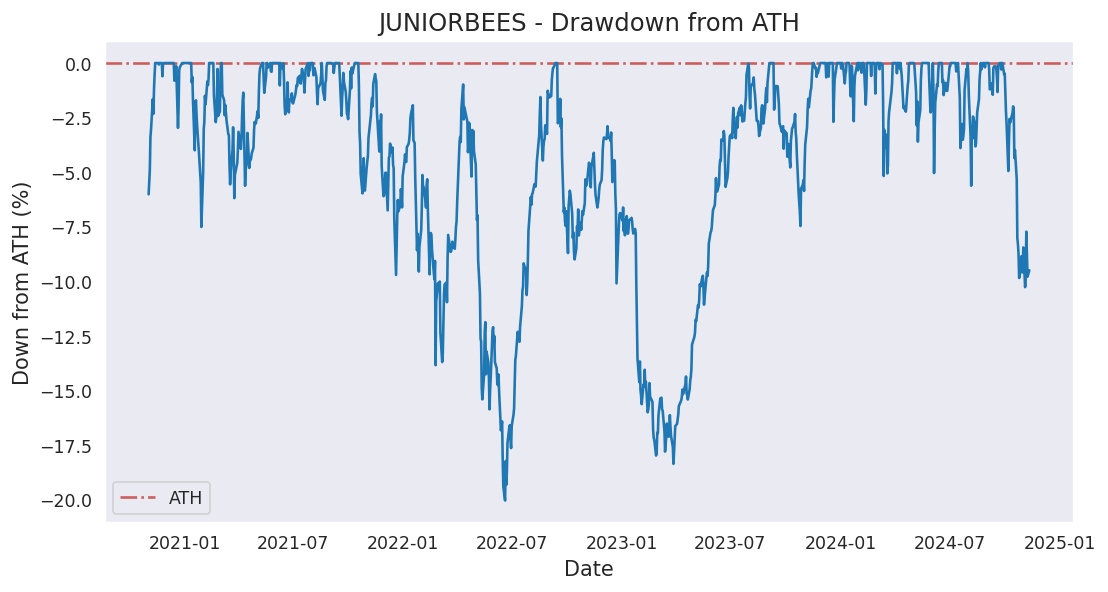 JUNIORBEES - Drawdown from ATH
Down from ATH (%)
0.0
−2.5
−5.0
−7.5
−10.0
−12.5
−15.0
−17.5
−20.0
ATH
2021-01 2021-07 2022-01 2022-07 2023-01 2023-07 2024-01 2024-07 2025-01
Date